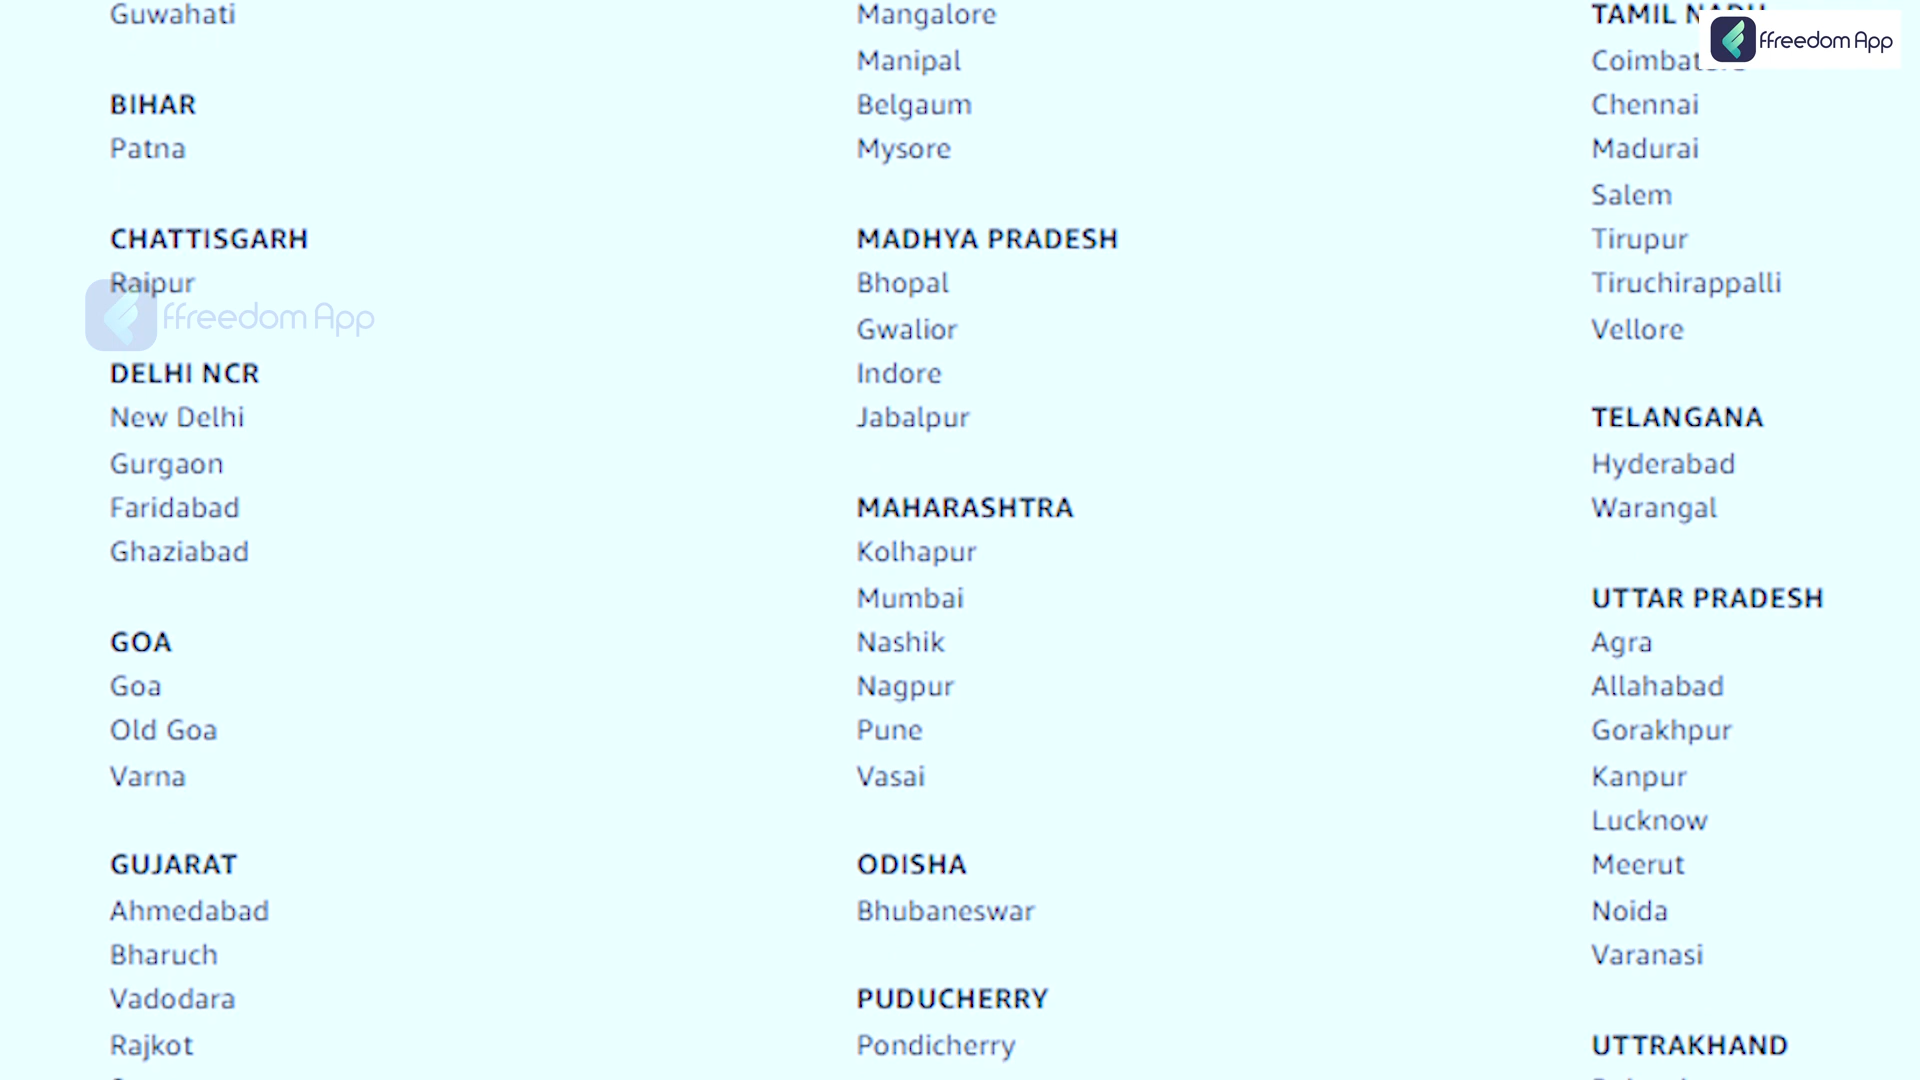 Guwahati
BIHAR
Patna
CHATTISGARH
Raipur
ffreedom App
DELHI NCR
New Delhi
Gurgaon
Faridabad
Ghaziabad
GOA
Goa
Old Goa
Varna
GUJARAT
Ahmedabad
Bharuch
Vadodara
Rajkot
Mangalore
Manipal
Belgaum
Mysore
MADHYA PRADESH
Bhopal
Gwalior
Indore
Jabalpur
MAHARASHTRA
Kolhapur
Mumbai
Nashik
Nagpur
Pune
Vasai
ODISHA
Bhubaneswar
PUDUCHERRY
Pondicherry
TAMIL NADU
ffreedom App
Chennai
Madurai
Salem
Tirupur
Tiruchirappalli
Vellore
TELANGANA
Hyderabad
Warangal
UTTAR PRADESH
Agra
Allahabad
Gorakhpur
Kanpur
Lucknow
Meerut
Noida
Varanasi
UTTRAKHAND